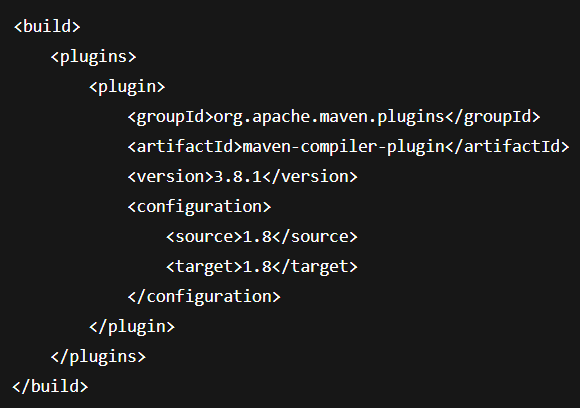 <build>
    <plugins>
        <plugin>
            <groupId>org.apache.maven.plugins</groupId>
            <artifactId>maven-compiler-plugin</artifactId>
            <version>3.8.1</version>
            <configuration>
                <source>1.8</source>
                <target>1.8</target>
            </configuration>
        </plugin>
    </plugins>
</build>